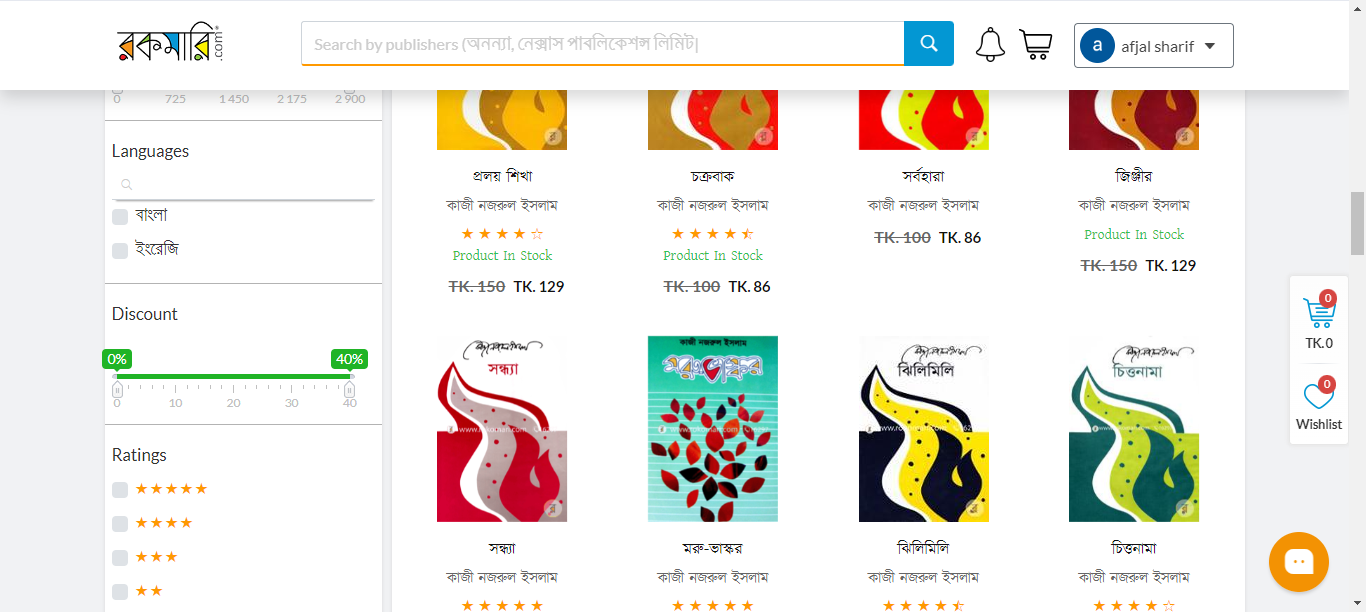 রকমারি
.com
Search by publishers (অনন্যা, নেক্সাস পাবলিকেশন্স লিমিট|
a afjal sharif
0 725 1 450 2 175 2 900
Languages
বাংলা
ইংরেজি
Discount
0% 40%
0 10 20 30 40
Ratings
প্রলয় শিখা
কাজী নজরুল ইসলাম
Product In Stock
TK. 150 TK. 129
চক্রবাক
কাজী নজরুল ইসলাম
Product In Stock
TK. 100 TK. 86
সর্বহারা
কাজী নজরুল ইসলাম
TK. 100 TK. 86
জিঞ্জীর
কাজী নজরুল ইসলাম
Product In Stock
TK. 150 TK. 129
সন্ধ্যা
সন্ধ্যা
কাজী নজরুল ইসলাম
কাজী নজরুল ইসলাম
মরু-ভাস্কর
মরু-ভাস্কর
কাজী নজরুল ইসলাম
ঝিলিমিলি
ঝিলিমিলি
কাজী নজরুল ইসলাম
চিত্তনামা
চিত্তনামা
কাজী নজরুল ইসলাম
0
TK.0
0
Wishlist